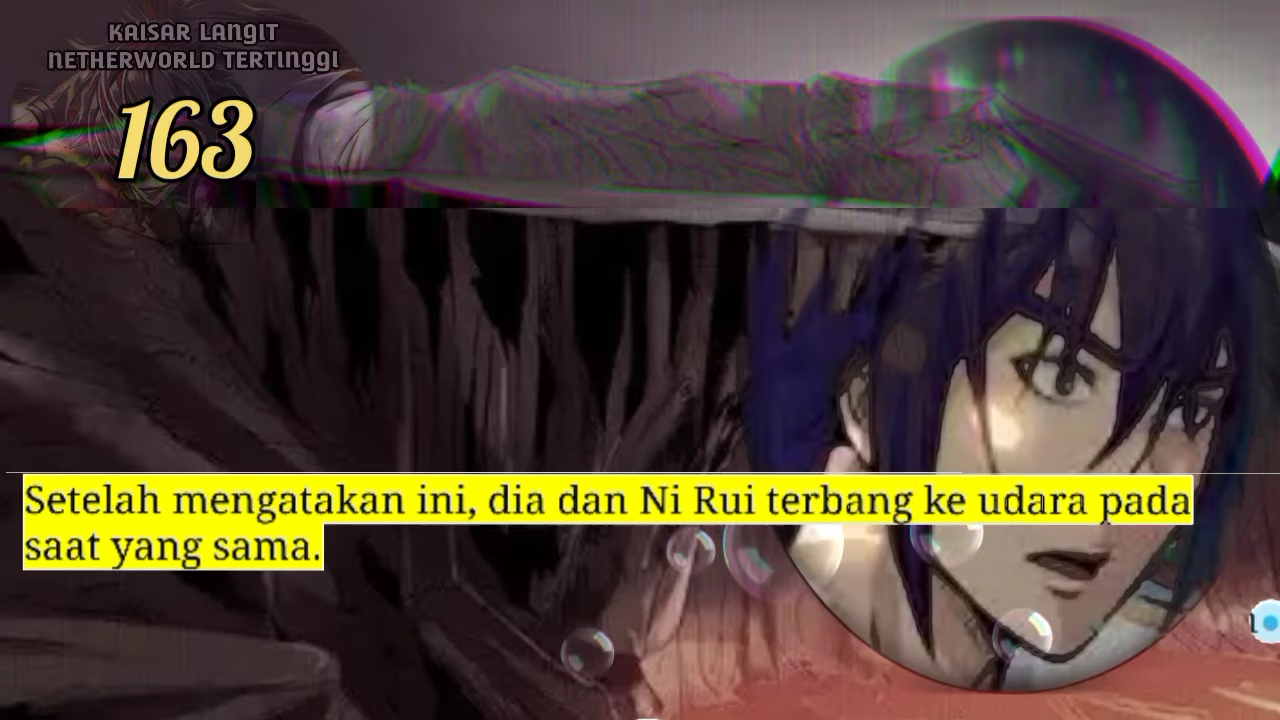 KAISAR LANGIT
NETHERWORLD TERTINGGI
163
Setelah mengatakan ini, dia dan Ni Rui terbang ke udara pada
saat yang sama.